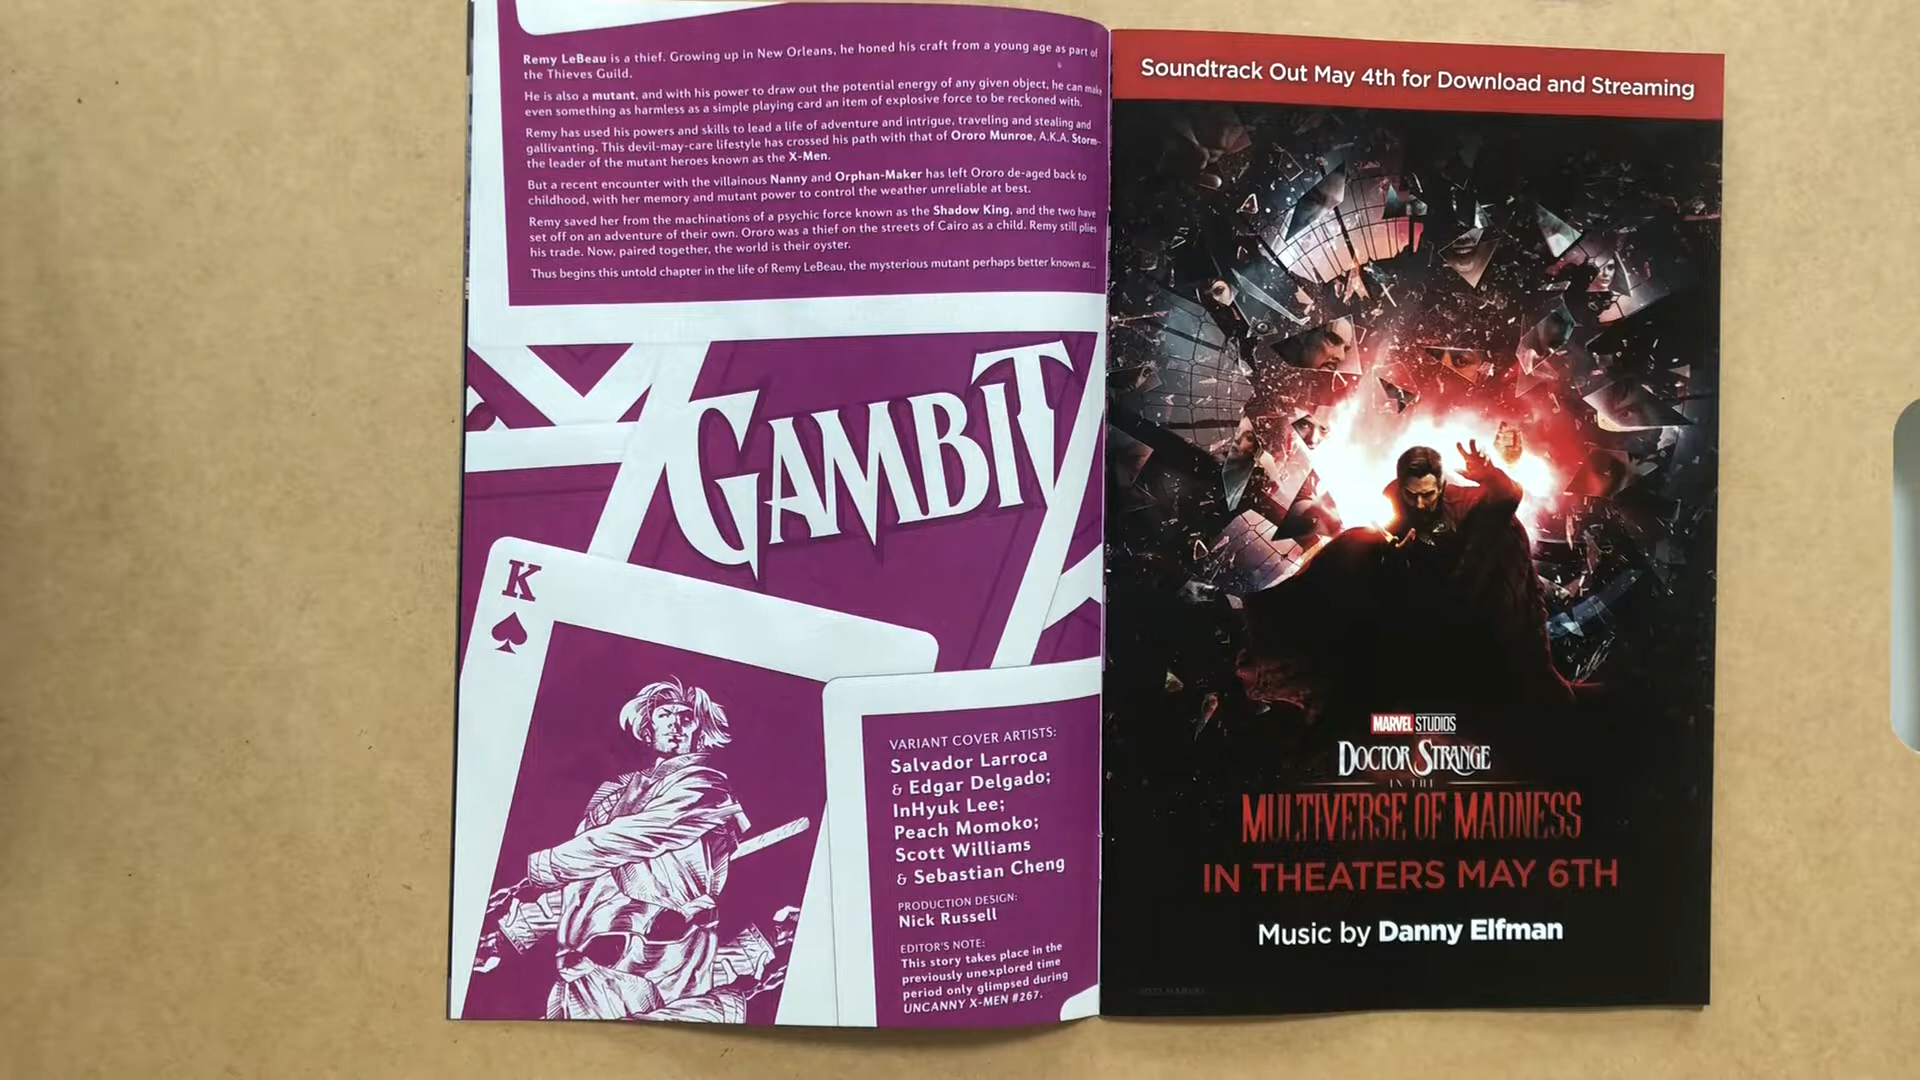 Remy LeBeau is a thief. Growing up in New Orleans, he honed his craft from a young age as part of
the Thieves Guild.
He is also a mutant, and with his power to draw out the potential energy of any given object, he can make
even something as harmless as a simple playing card an item of explosive force to be reckoned with.
Remy has used his powers and skills to lead a life of adventure and intrigue, traveling and stealing and
gallivanting. This devil-may-care lifestyle has crossed his path with that of Ororo Munroe, A.K.A. Storm—
the leader of the mutant heroes known as the X-Men.
But a recent encounter with the villainous Nanny and Orphan-Maker has left Ororo de-aged back to
childhood, with her memory and mutant power to control the weather unreliable at best.
Remy saved her from the machinations of a psychic force known as the Shadow King, and the two have
set off on an adventure of their own. Ororo was a thief on the streets of Cairo as a child. Remy still plies
his trade. Now, paired together, the world is their oyster.
Thus begins this untold chapter in the life of Remy LeBeau, the mysterious mutant perhaps better known as...
GAMBIT
K
VARIANT COVER ARTISTS:
Salvador Larroca
& Edgar Delgado;
InHyuk Lee;
Peach Momoko;
Scott Williams
& Sebastian Cheng
PRODUCTION DESIGN:
Nick Russell
EDITOR'S NOTE:
This story takes place in the
previously unexplored time
period only glimpsed during
UNCANNY X-MEN #267.
Soundtrack Out May 4th for Download and Streaming
MARVEL STUDIOS
DOCTOR STRANGE
IN THE
MULTIVERSE OF MADNESS
IN THEATERS MAY 6TH
Music by Danny Elfman